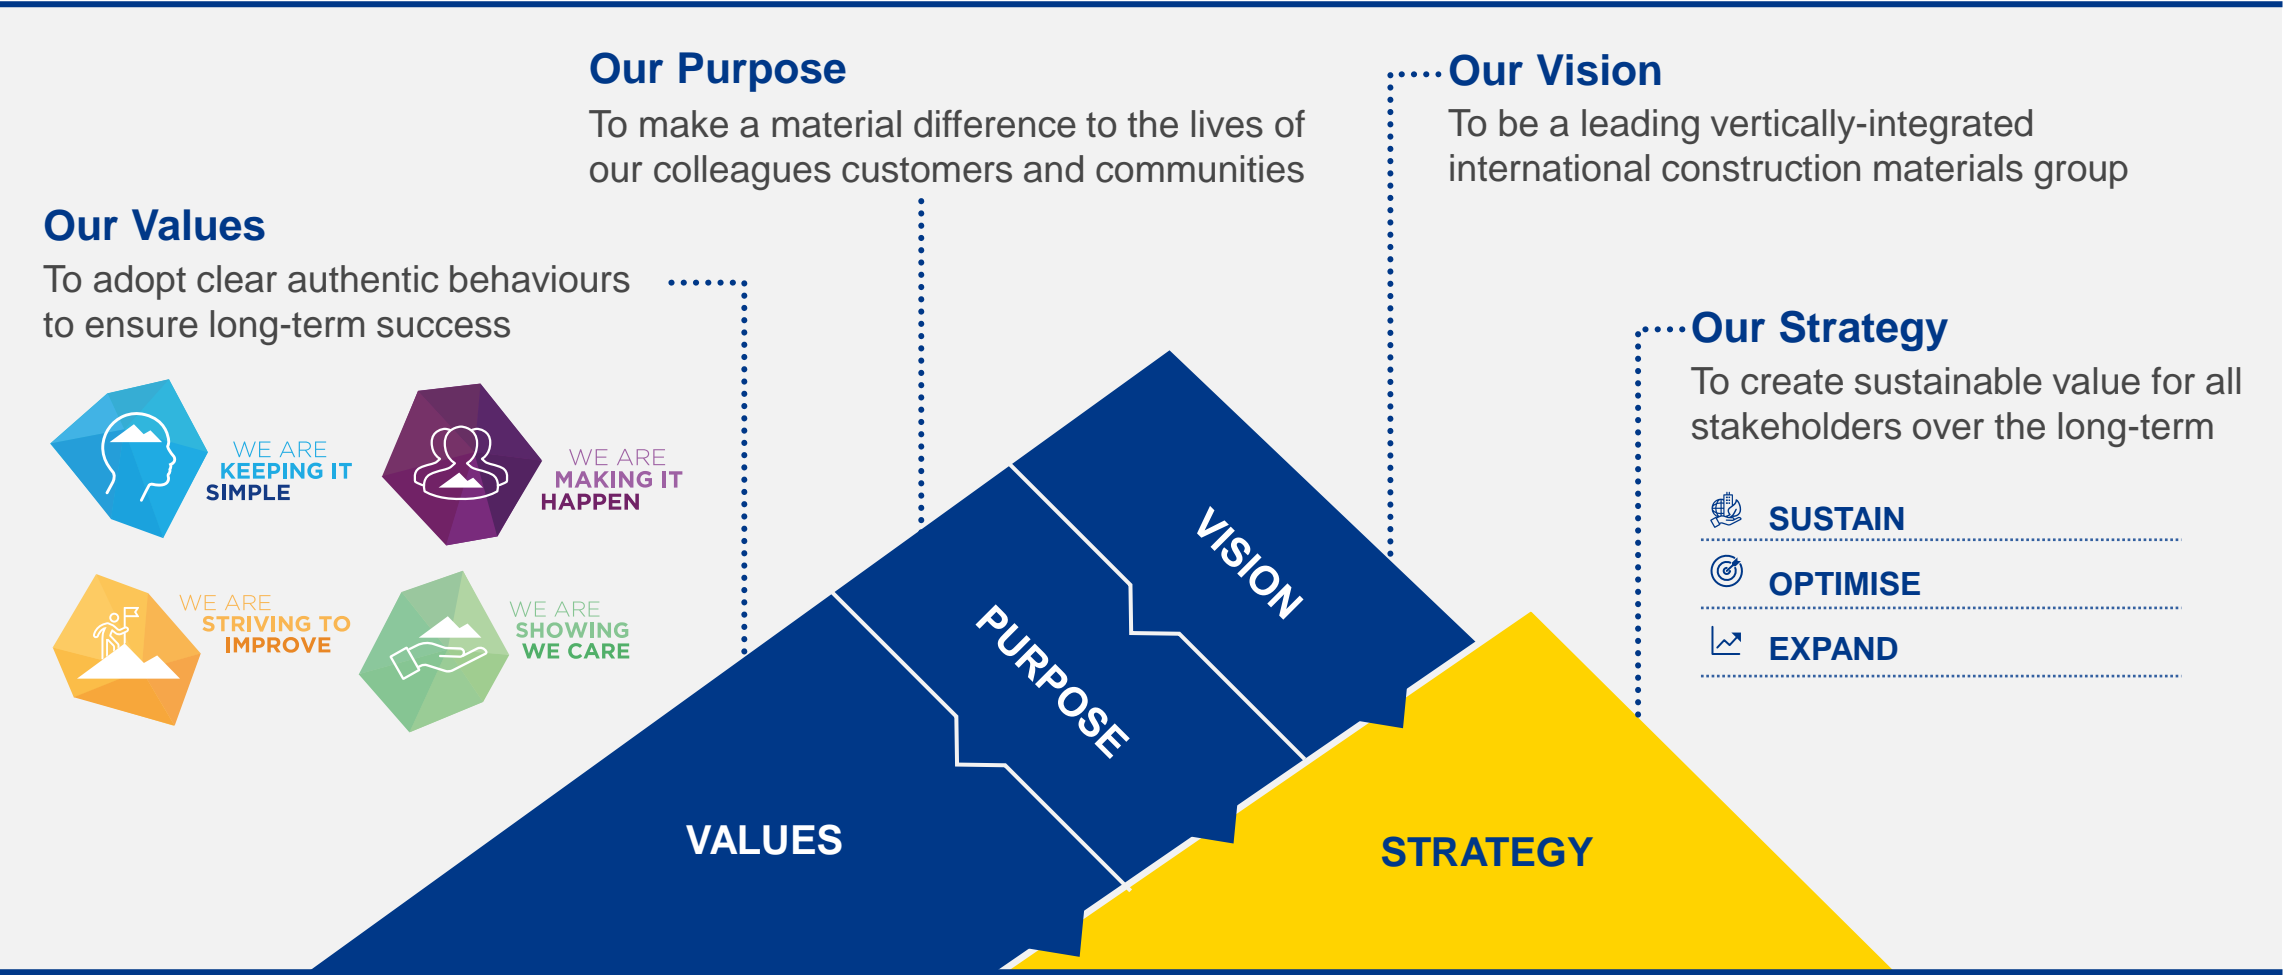 Our Purpose
To make a material difference to the lives of
our colleagues customers and communities
Our Vision
To be a leading vertically-integrated
international construction materials group
Our Values
To adopt clear authentic behaviours
to ensure long-term success
WE ARE
KEEPING IT
SIMPLE
WE ARE
MAKING IT
HAPPEN
WE ARE
STRIVING TO
IMPROVE
WE ARE
SHOWING
WE CARE
Our Strategy
To create sustainable value for all
stakeholders over the long-term
SUSTAIN
OPTIMISE
EXPAND
VISION
PURPOSE
VALUES
STRATEGY